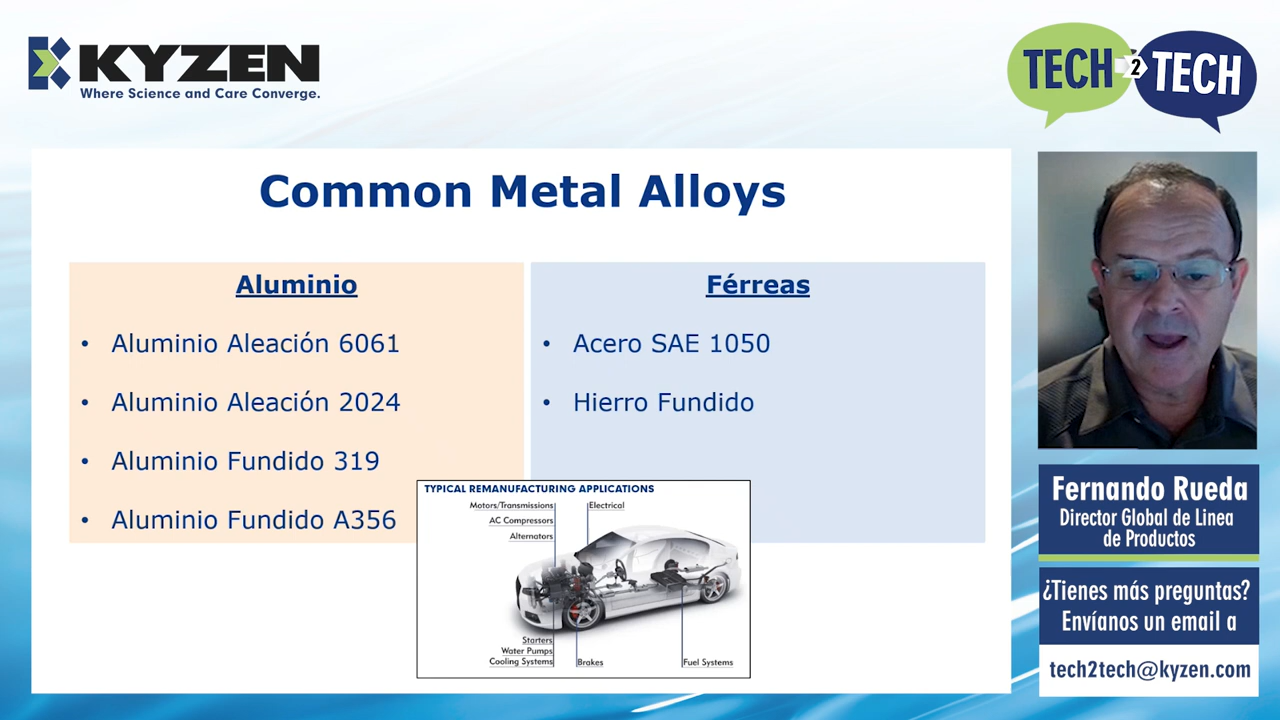 KYZEN
Where Science and Care Converge.
TECH 2 TECH
Common Metal Alloys
Aluminio
• Aluminio Aleación 6061
• Aluminio Aleación 2024
• Aluminio Fundido 319
• Aluminio Fundido A356
Férreas
• Acero SAE 1050
• Hierro Fundido
TYPICAL REMANUFACTURING APPLICATIONS
Motors/Transmissions
Electrical
AC Compressors
Alternators
Starters
Water Pumps
Cooling Systems
Brakes
Fuel Systems
Fernando Rueda
Director Global de Linea
de Productos
¿Tienes más preguntas?
Envíanos un email a
tech2tech@kyzen.com